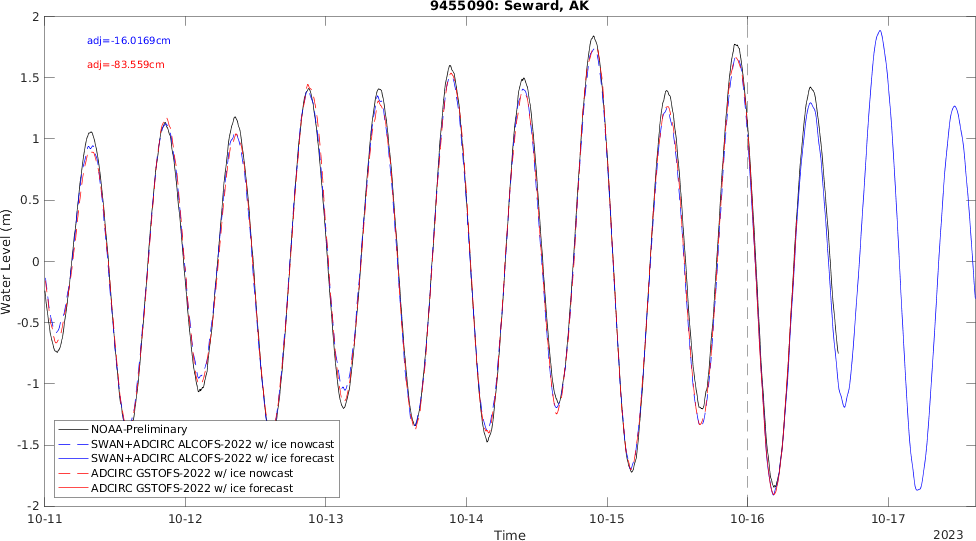 9455090: Seward, AK
adj=-16.0169cm
adj=-83.559cm
Water Level (m)
2
1.5
1
0.5
0
-0.5
-1
-1.5
-2
NOAA-Preliminary
SWAN+ADCIRC ALCOFS-2022 w/ ice nowcast
SWAN+ADCIRC ALCOFS-2022 w/ ice forecast
ADCIRC GSTOFS-2022 w/ ice nowcast
ADCIRC GSTOFS-2022 w/ ice forecast
10-11 10-12 10-13 10-14 10-15 10-16 10-17
Time
2023